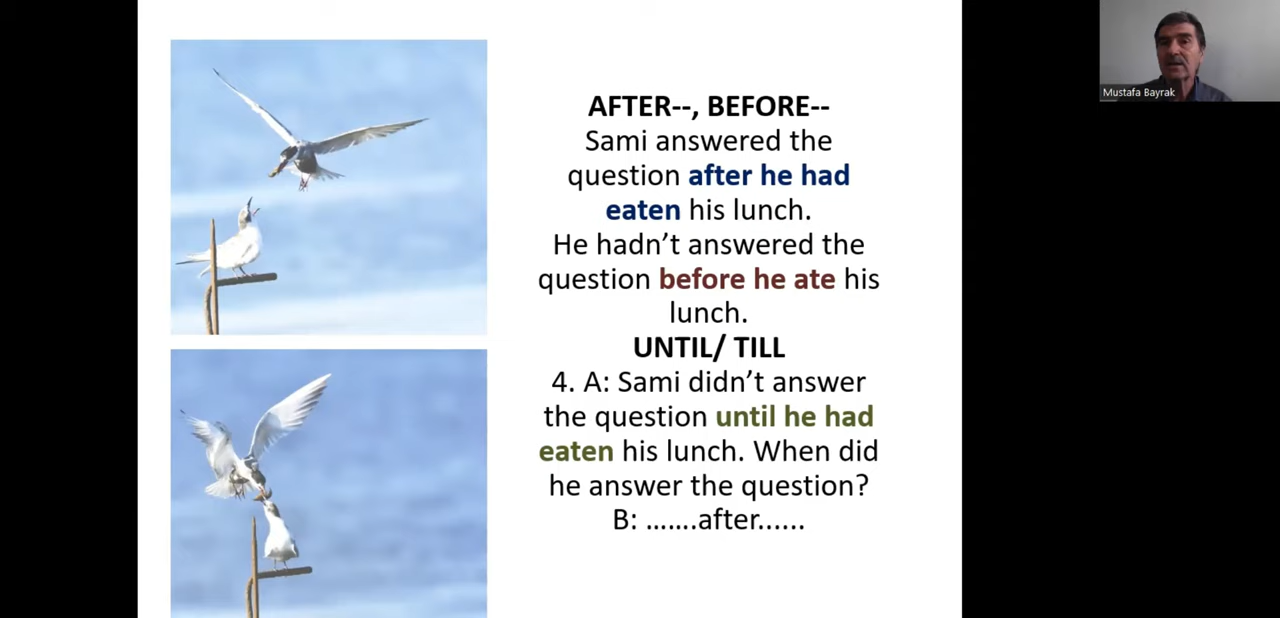 AFTER--, BEFORE--
Sami answered the
question after he had
eaten his lunch.
He hadn’t answered the
question before he ate his
lunch.
UNTIL/ TILL
4. A: Sami didn’t answer
the question until he had
eaten his lunch. When did
he answer the question?
B: …….after……
Mustafa Bayrak